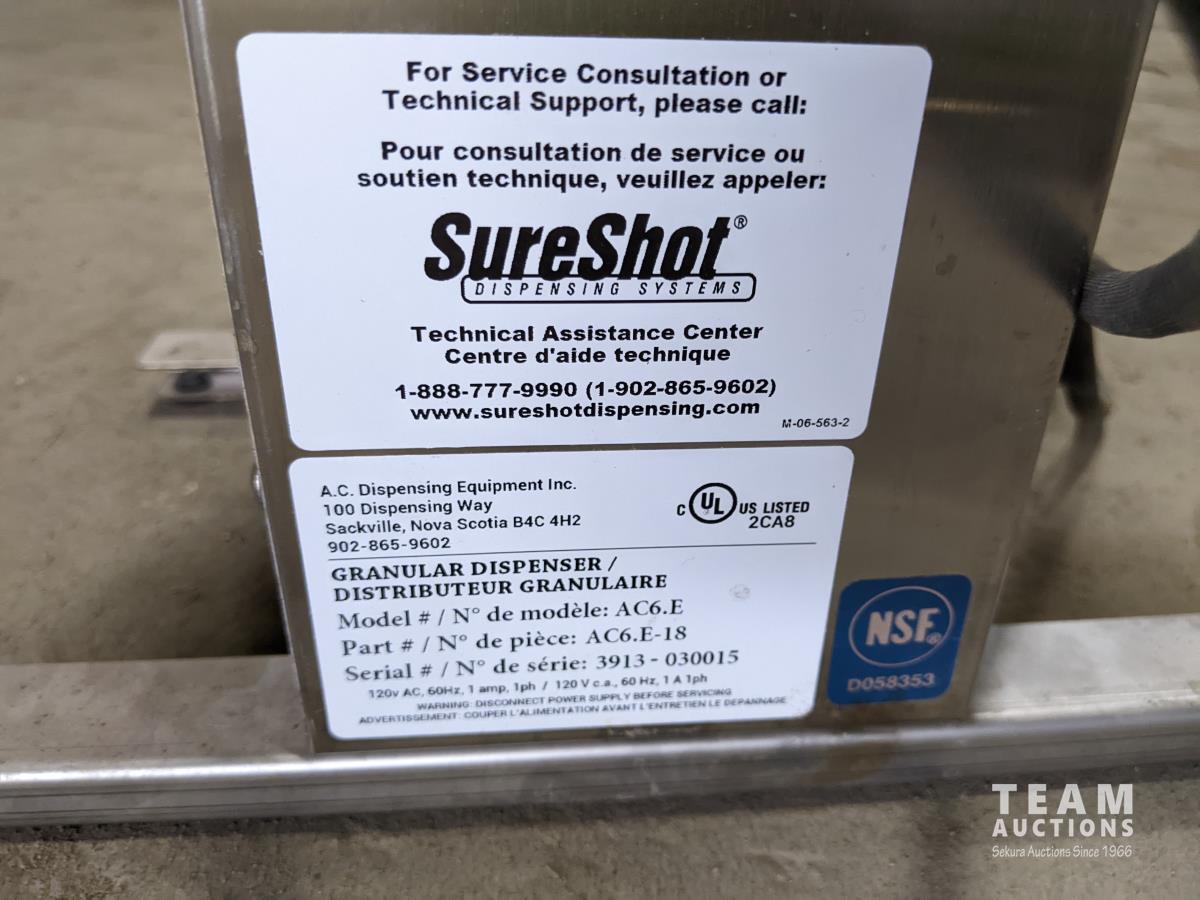 For Service Consultation or
Technical Support, please call:
Pour consultation de service ou
soutien technique, veuillez appeler:
SureShot®
DISPENSING SYSTEMS
Technical Assistance Center
Centre d'aide technique
1-888-777-9990 (1-902-865-9602)
www.sureshotdispensing.com
M-06-563-2
A.C. Dispensing Equipment Inc.
100 Dispensing Way
Sackville, Nova Scotia B4C 4H2
902-865-9602
C UL US LISTED
2CA8
GRANULAR DISPENSER /
DISTRIBUTEUR GRANULAIRE
Model # / N° de modèle: AC6.E
Part # / N° de pièce: AC6.E-18
Serial # / N° de série: 3913 - 030015
120v AC, 60Hz, 1 amp, 1ph / 120 V c.a., 60 Hz, 1 A 1ph
WARNING: DISCONNECT POWER SUPPLY BEFORE SERVICING
ADVERTISSEMENT: COUPER L'ALIMENTATION AVANT L'ENTRETIEN LE DEPANNAGE
NSF®
D058353
TEAM
AUCTIONS
Sekura Auctions Since 1966